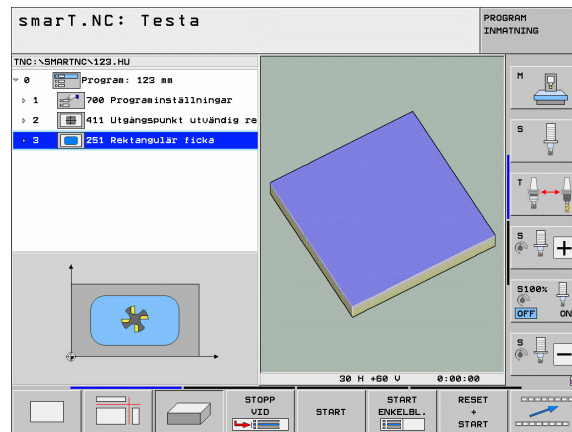 smarT.NC: Testa
PROGRAM
INMATNING
TNC:\SMARTNC\123.HU
0 Program: 123 mm
1 700 Programinställningar
2 411 Utgångspunkt utvändig re
3 251 Rektangulär ficka
M
S
T
S
S100%
OFF ON
S
30 H +60 V 0:00:00
STOPP
VID
START
START
ENKELBL.
RESET
+
START